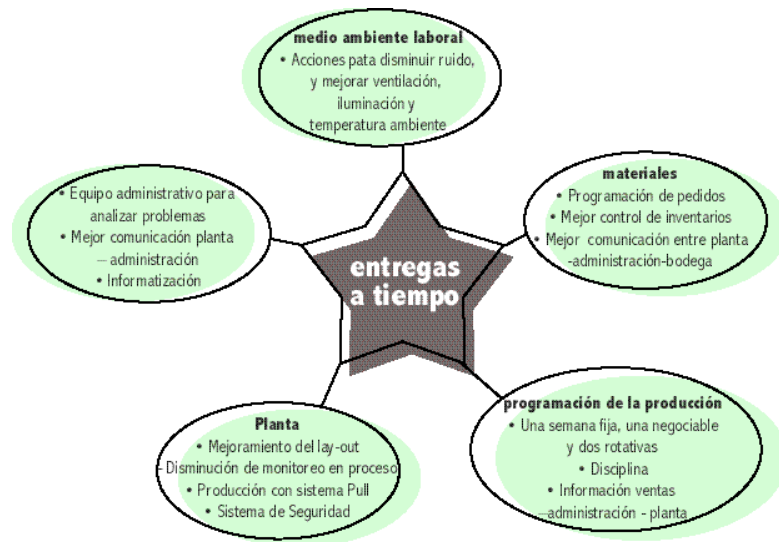 medio ambiente laboral
• Acciones pata disminuir ruido,
y mejorar ventilación,
iluminación y
temperatura ambiente
• Equipo administrativo para
analizar problemas
• Mejor comunicación planta
– administración
• Informatización
materiales
• Programación de pedidos
• Mejor control de inventarios
• Mejor comunicación entre planta
-administración-bodega
entregas
a tiempo
Planta
• Mejoramiento del lay-out
- Disminución de monitoreo en proceso
• Producción con sistema Pull
• Sistema de Seguridad
programación de la producción
• Una semana fija, una negociable
y dos rotativas
• Disciplina
• Información ventas
–administración - planta